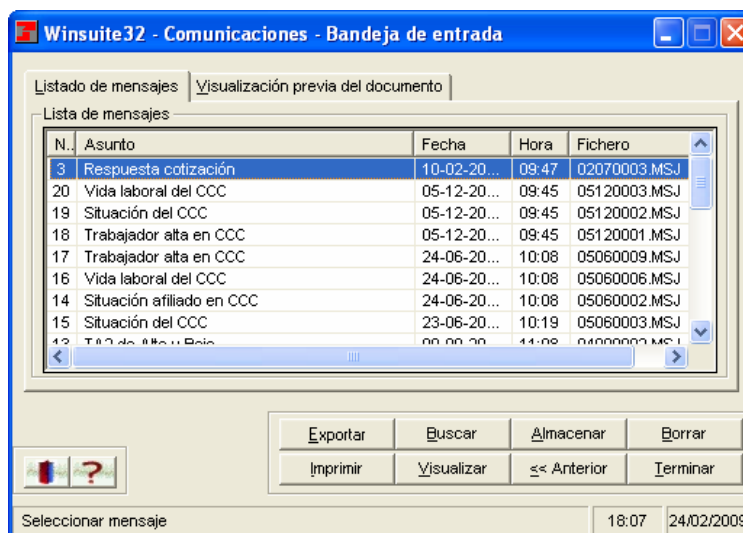 Winsuite32 - Comunicaciones - Bandeja de entrada
Listado de mensajes Visualización previa del documento
Lista de mensajes
N.. Asunto Fecha Hora Fichero
3 Respuesta cotización 10-02-20... 09:47 02070003.MSJ
20 Vida laboral del CCC 05-12-20... 09:45 05120003.MSJ
19 Situación del CCC 05-12-20... 09:45 05120002.MSJ
18 Trabajador alta en CCC 05-12-20... 09:45 05120001.MSJ
17 Trabajador alta en CCC 24-06-20... 10:08 05060009.MSJ
16 Vida laboral del CCC 24-06-20... 10:08 05060006.MSJ
14 Situación afiliado en CCC 24-06-20... 10:08 05060002.MSJ
15 Situación del CCC 23-06-20... 10:19 05060003.MSJ
Exportar Buscar Almacenar Borrar
Imprimir Visualizar << Anterior Terminar
Seleccionar mensaje 18:07 24/02/2009